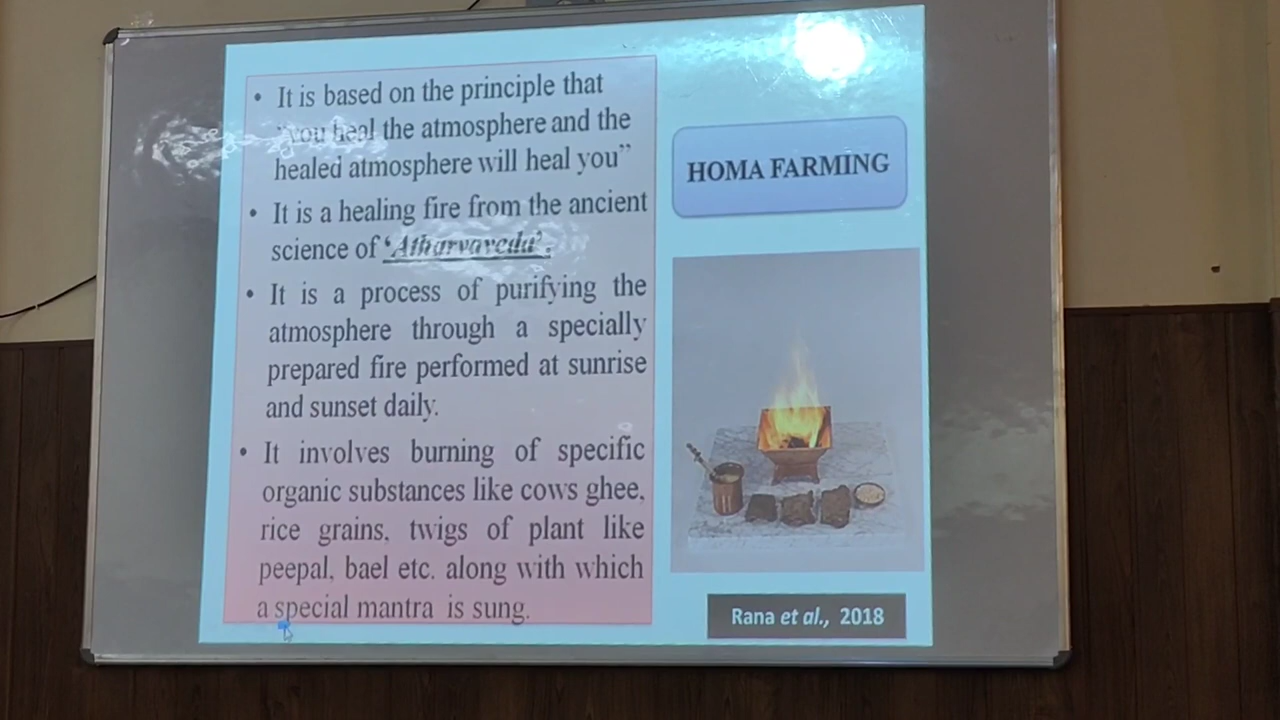 • It is based on the principle that
“you heal the atmosphere and the
healed atmosphere will heal you”
• It is a healing fire from the ancient
science of ‘Atharvaveda’.
• It is a process of purifying the
atmosphere through a specially
prepared fire performed at sunrise
and sunset daily.
• It involves burning of specific
organic substances like cows ghee,
rice grains, twigs of plant like
peepal, bael etc. along with which
a special mantra is sung.
HOMA FARMING
Rana et al., 2018